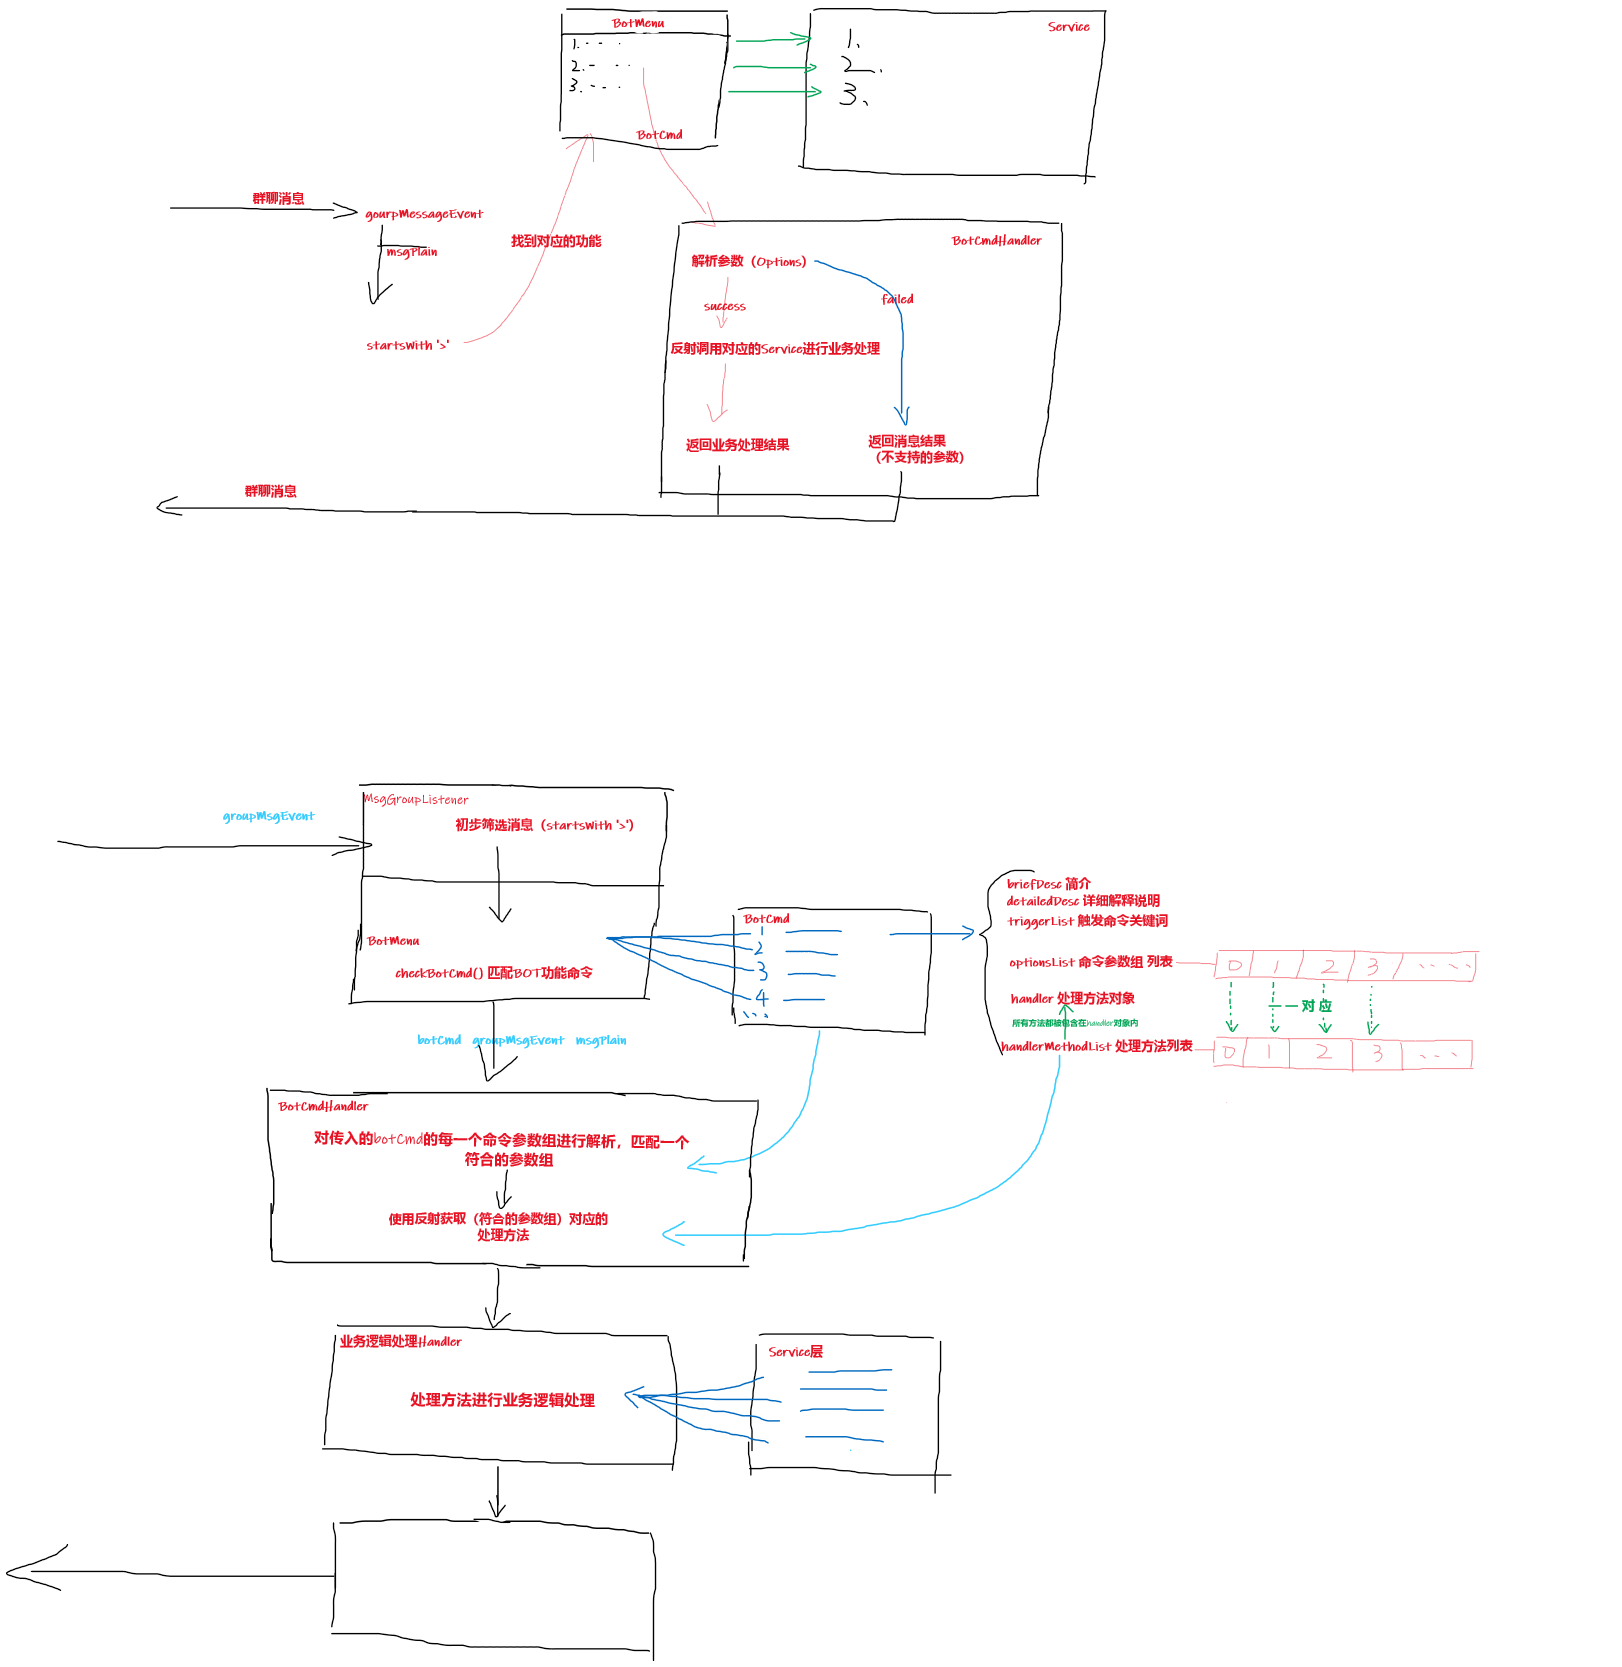 BotMenu
1.
2.
3.
BotCmd
Service
1.
2.
3.
群聊消息
gourpMessageEvent
msgPlain
startsWith '>'
找到对应的功能
BotCmdHandler
解析参数（Options）
success
failed
反射调用对应的Service进行业务处理
返回业务处理结果
返回消息结果
（不支持的参数）
群聊消息
groupMsgEvent
MsgGroupListener
初步筛选消息（startsWith '>'）
BotMenu
checkBotCmd() 匹配BOT功能命令
BotCmd
1
2
3
4
...
briefDesc 简介
detailedDesc 详细解释说明
triggerList 触发命令关键词
optionsList 命令参数组 列表
0 1 2 3 ....
对 应
handler 处理方法对象
所有方法都被包含在handler对象内
handlerMethodList 处理方法列表
0 1 2 3 ...
botCmd groupMsgEvent msgPlain
BotCmdHandler
对传入的botCmd的每一个命令参数组进行解析，匹配一个
符合的参数组
使用反射获取（符合的参数组）对应的
处理方法
业务逻辑处理Handler
处理方法进行业务逻辑处理
Service层